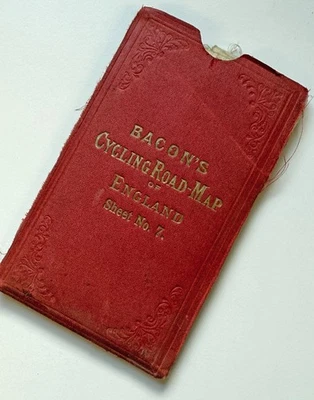 BACON'S
CYCLING ROAD-MAP
OF
ENGLAND
Sheet No. 7.